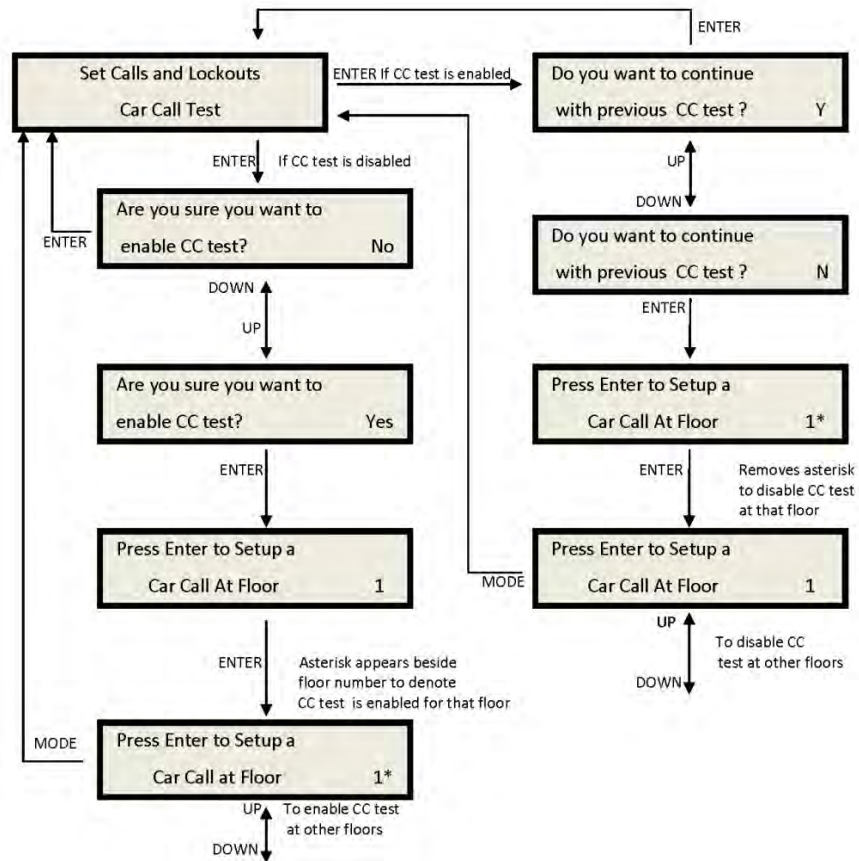 ENTER
Set Calls and Lockouts
Car Call Test
ENTER If CC test is enabled
Do you want to continue
with previous CC test ? Y
ENTER If CC test is disabled
UP
DOWN
Are you sure you want to
enable CC test? No
ENTER
Do you want to continue
with previous CC test ? N
DOWN
UP
ENTER
Are you sure you want to
enable CC test? Yes
Press Enter to Setup a
Car Call At Floor 1*
ENTER
ENTER
Removes asterisk
to disable CC test
at that floor
Press Enter to Setup a
Car Call At Floor 1
Press Enter to Setup a
Car Call At Floor 1
MODE
UP
DOWN
To disable CC
test at other floors
ENTER
Asterisk appears beside
floor number to denote
CC test is enabled for that floor
MODE
Press Enter to Setup a
Car Call at Floor 1*
UP
DOWN
To enable CC test
at other floors